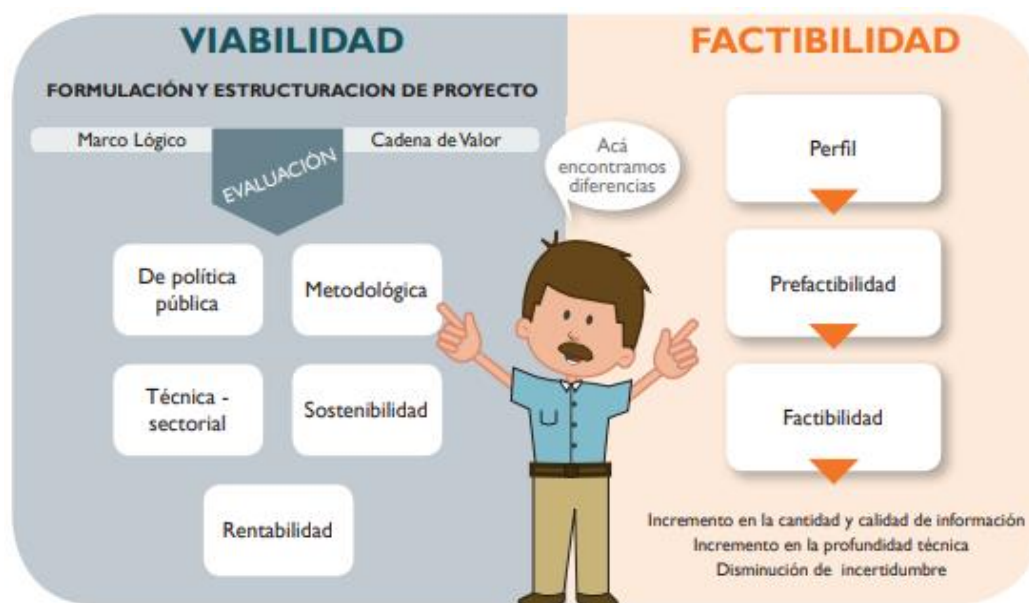 VIABILIDAD
FORMULACIÓN Y ESTRUCTURACION DE PROYECTO
Marco Lógico
Cadena de Valor
EVALUACIÓN
De política
pública
Metodológica
Técnica -
sectorial
Sostenibilidad
Rentabilidad
Acá
encontramos
diferencias
FACTIBILIDAD
Perfil
Prefactibilidad
Factibilidad
Incremento en la cantidad y calidad de información
Incremento en la profundidad técnica
Disminución de incertidumbre